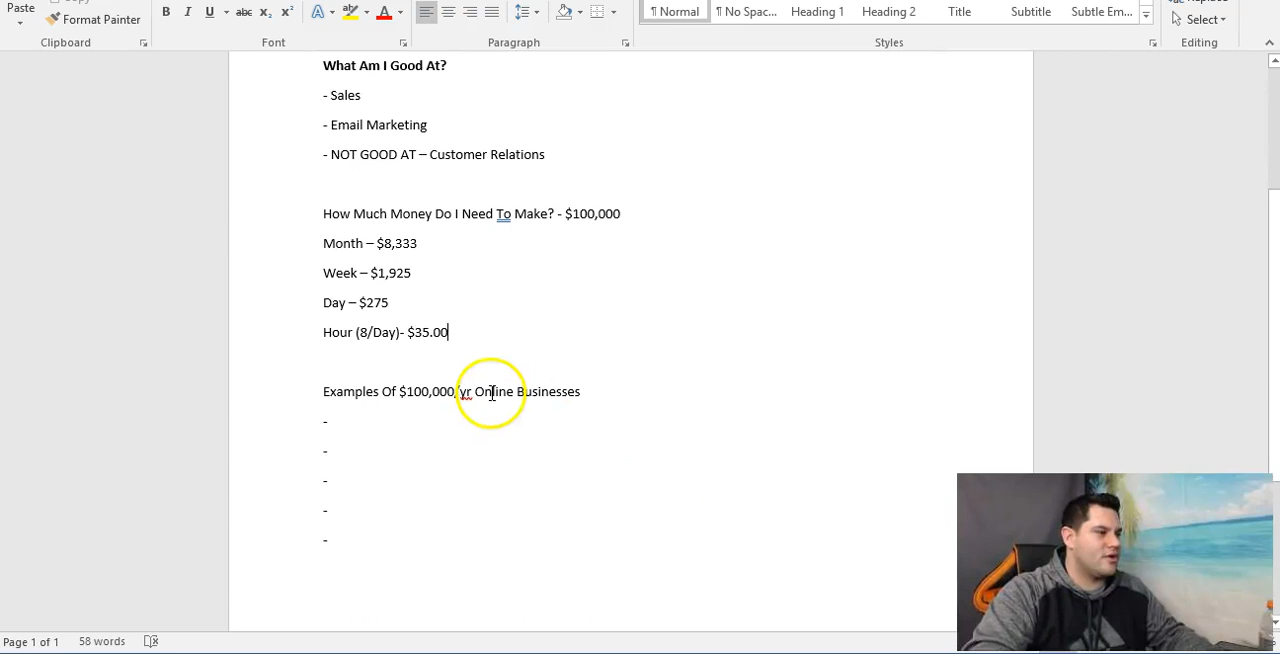 Paste
Format Painter
B I U abc x₂ x² A A
¶ Normal ¶ No Spac... Heading 1 Heading 2 Title Subtitle Subtle Em...
Select
Clipboard Font Paragraph Styles Editing
What Am I Good At?
- Sales
- Email Marketing
- NOT GOOD AT – Customer Relations
How Much Money Do I Need To Make? - $100,000
Month – $8,333
Week – $1,925
Day – $275
Hour (8/Day)- $35.00
Examples Of $100,000/yr Online Businesses
-
-
-
-
-
Page 1 of 1 58 words